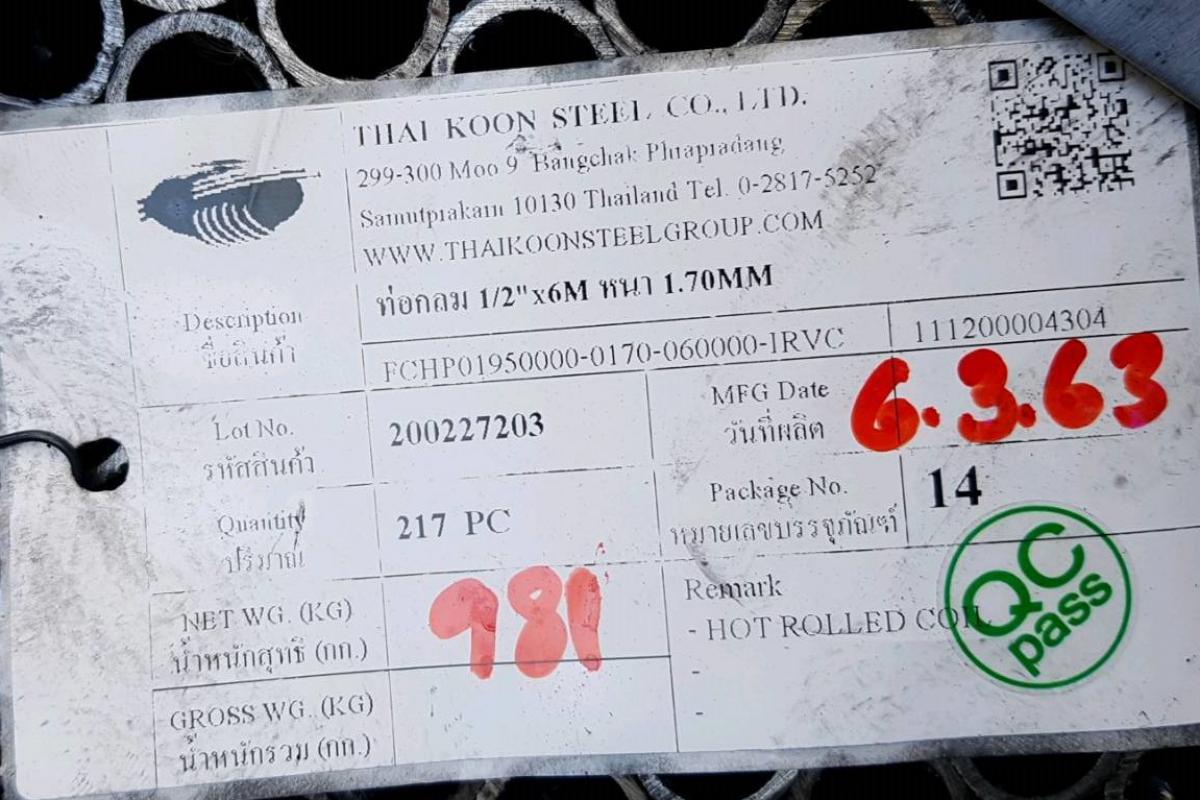 THAI KOON STEEL CO., LTD.
299-300 Moo 9 Bangchak Phrapradang,
Samutprakarn 10130 Thailand Tel. 0-2817-5252
WWW.THAIKOONSTEELGROUP.COM
Description
ชื่อสินค้า
ท่อกลม 1/2"x6M หนา 1.70MM
FCHP01950000-0170-060000-IRVC
111200004304
Lot No.
รหัสสินค้า
200227203
MFG Date
วันที่ผลิต
6.3.63
Quantity
ปริมาณ
217 PC
Package No.
หมายเลขบรรจุภัณฑ์
14
NET WG. (KG)
น้ำหนักสุทธิ (กก.)
981
Remark
- HOT ROLLED COIL
-
-
QC
pass
GROSS WG. (KG)
น้ำหนักรวม (กก.)